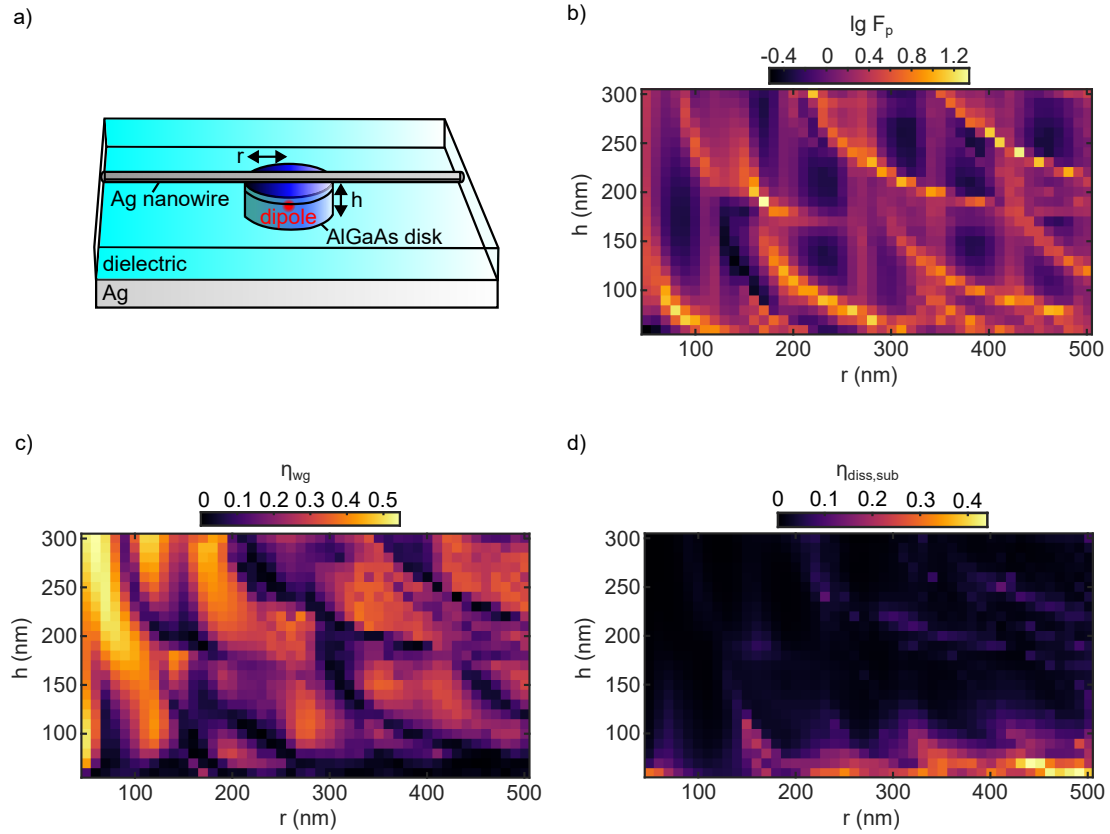 a)
r
h
Ag nanowire
dipole
AlGaAs disk
dielectric
Ag
b)
lg Fₚ
-0.4 0 0.4 0.8 1.2
300
250
200
150
100
h (nm)
100 200 300 400 500
r (nm)
c)
η_wg
0 0.1 0.2 0.3 0.4 0.5
300
250
200
150
100
h (nm)
100 200 300 400 500
r (nm)
d)
η_diss,sub
0 0.1 0.2 0.3 0.4
300
250
200
150
100
h (nm)
100 200 300 400 500
r (nm)